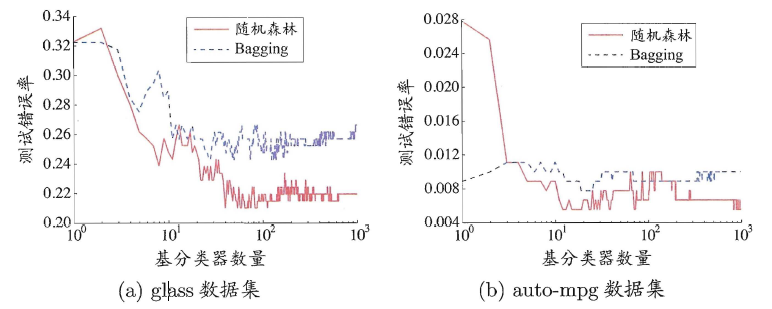 0.34
0.32
0.30
0.28
0.26
0.24
0.22
0.20
测试错误率
随机森林
Bagging
10^0
10^1
10^2
10^3
基分类器数量
(a) glass 数据集
0.028
0.024
0.020
0.016
0.012
0.008
0.004
测试错误率
随机森林
Bagging
10^0
10^1
10^2
10^3
基分类器数量
(b) auto-mpg 数据集